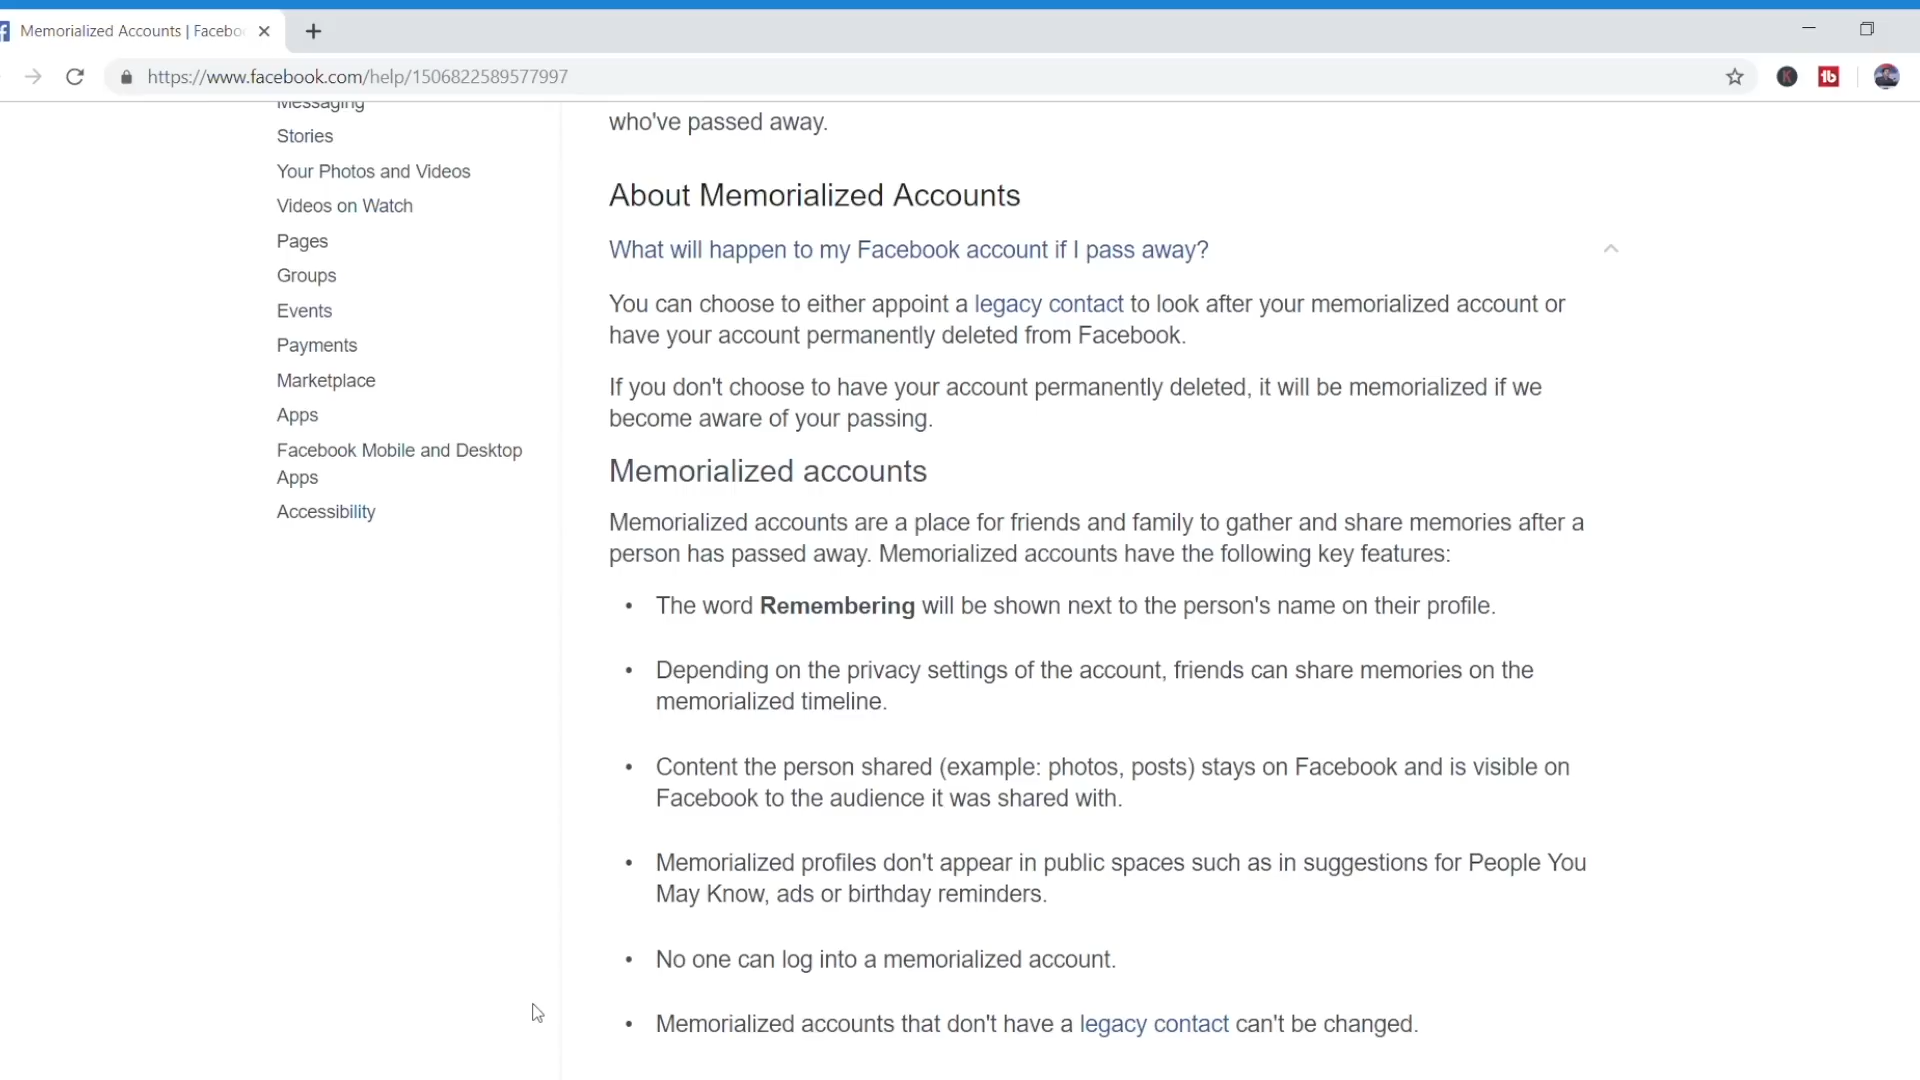 Memorialized Accounts | Facebo
https://www.facebook.com/help/1506822589577997
Messaging
Stories
Your Photos and Videos
Videos on Watch
Pages
Groups
Events
Payments
Marketplace
Apps
Facebook Mobile and Desktop
Apps
Accessibility
who've passed away.
About Memorialized Accounts
What will happen to my Facebook account if I pass away?
You can choose to either appoint a legacy contact to look after your memorialized account or
have your account permanently deleted from Facebook.
If you don't choose to have your account permanently deleted, it will be memorialized if we
become aware of your passing.
Memorialized accounts
Memorialized accounts are a place for friends and family to gather and share memories after a
person has passed away. Memorialized accounts have the following key features:
• The word Remembering will be shown next to the person's name on their profile.
• Depending on the privacy settings of the account, friends can share memories on the
memorialized timeline.
• Content the person shared (example: photos, posts) stays on Facebook and is visible on
Facebook to the audience it was shared with.
• Memorialized profiles don't appear in public spaces such as in suggestions for People You
May Know, ads or birthday reminders.
• No one can log into a memorialized account.
• Memorialized accounts that don't have a legacy contact can't be changed.